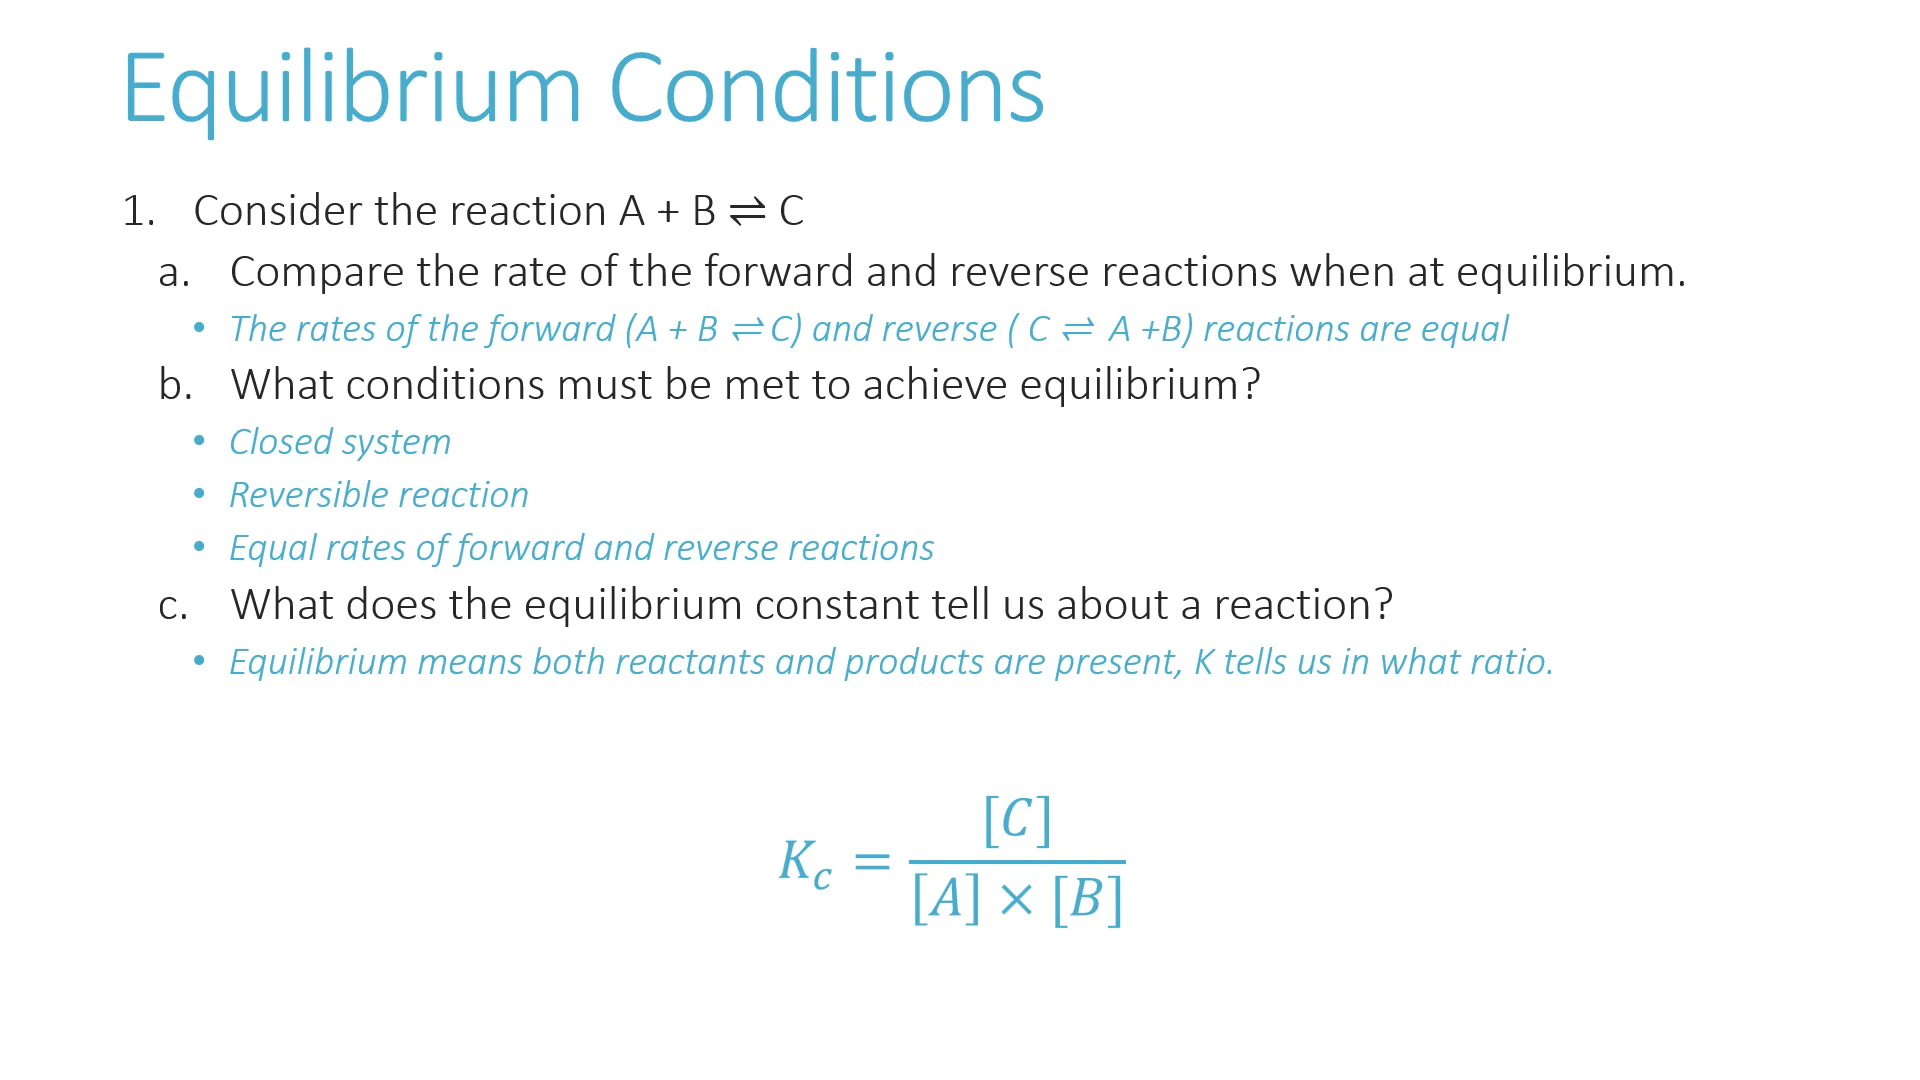 Equilibrium Conditions
1. Consider the reaction A + B ⇌ C
a. Compare the rate of the forward and reverse reactions when at equilibrium.
• The rates of the forward (A + B ⇌ C) and reverse ( C ⇌ A +B) reactions are equal
b. What conditions must be met to achieve equilibrium?
• Closed system
• Reversible reaction
• Equal rates of forward and reverse reactions
c. What does the equilibrium constant tell us about a reaction?
• Equilibrium means both reactants and products are present, K tells us in what ratio.
[C]
K_c =
[A] × [B]